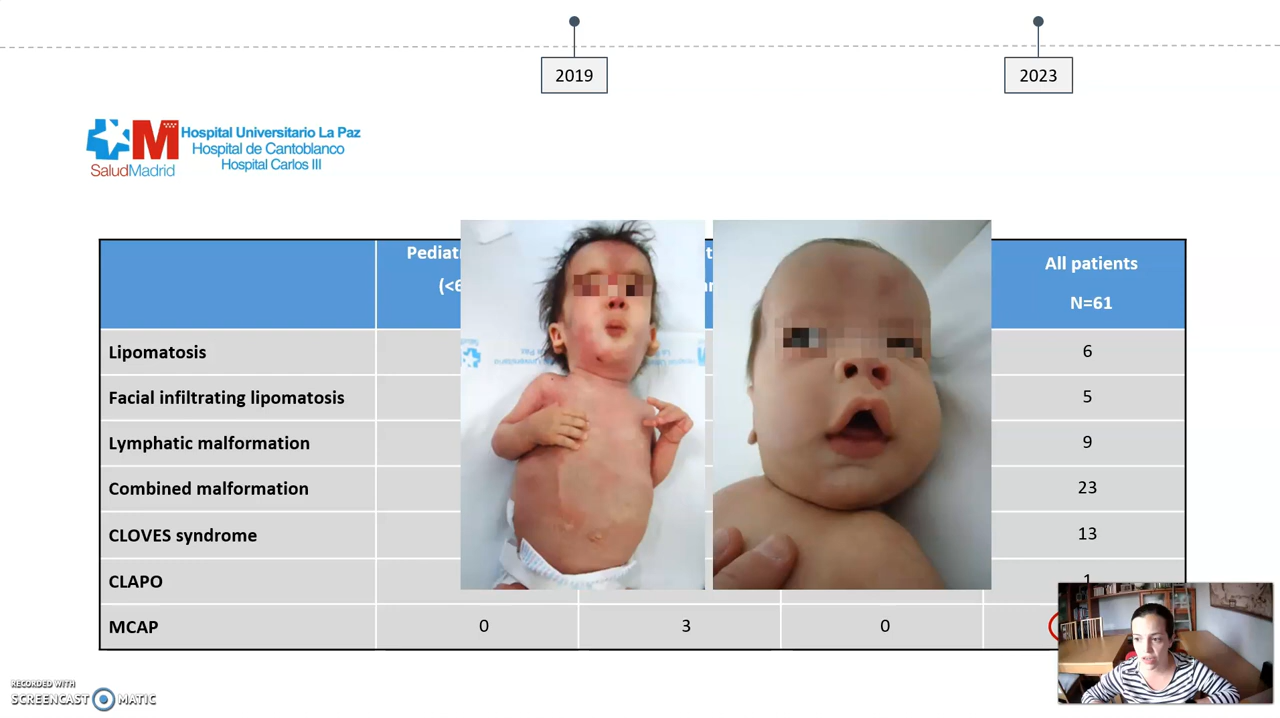 2019
2023
Hospital Universitario La Paz
Hospital de Cantoblanco
Hospital Carlos III
SaludMadrid
M
All patients
N=61
Lipomatosis
6
Facial infiltrating lipomatosis
5
Lymphatic malformation
9
Combined malformation
23
CLOVES syndrome
13
CLAPO
1
MCAP
0
3
0
RECORDED WITH
SCREENCAST MATIC